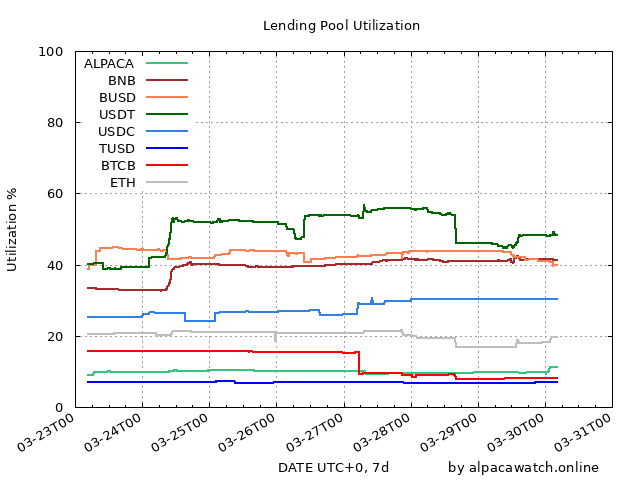 Lending Pool Utilization
100
80
60
40
20
0
Utilization %
ALPACA
BNB
BUSD
USDT
USDC
TUSD
BTCB
ETH
03-23T00
03-24T00
03-25T00
03-26T00
03-27T00
03-28T00
03-29T00
03-30T00
03-31T00
DATE UTC+0, 7d
by alpacawatch.online